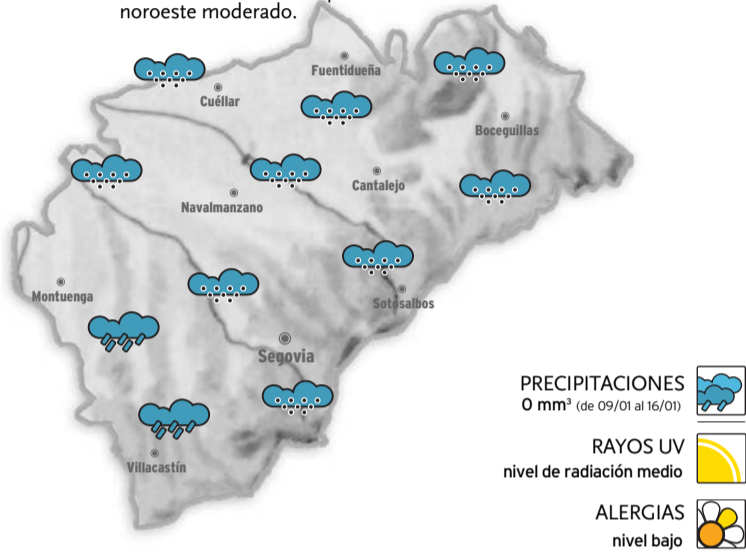 noroeste moderado.
Fuentidueña
Cuéllar
Boceguillas
Cantalejo
Navalmanzano
Montuenga
Sotosalbos
Segovia
Villacastín
PRECIPITACIONES
0 mm³ (de 09/01 al 16/01)
RAYOS UV
nivel de radiación medio
ALERGIAS
nivel bajo